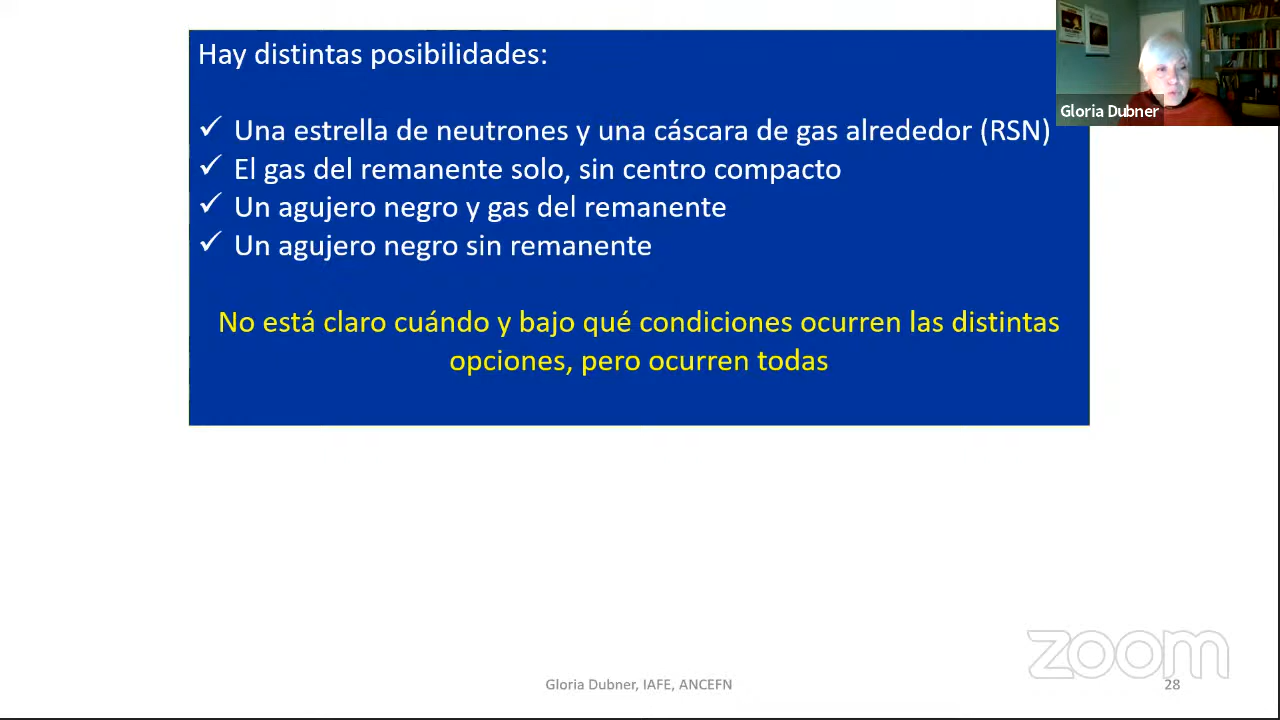 Hay distintas posibilidades:
✓ Una estrella de neutrones y una cáscara de gas alrededor (RSN)
✓ El gas del remanente solo, sin centro compacto
✓ Un agujero negro y gas del remanente
✓ Un agujero negro sin remanente
No está claro cuándo y bajo qué condiciones ocurren las distintas
opciones, pero ocurren todas
Gloria Dubner
zoom
Gloria Dubner, IAFE, ANCEFN
28